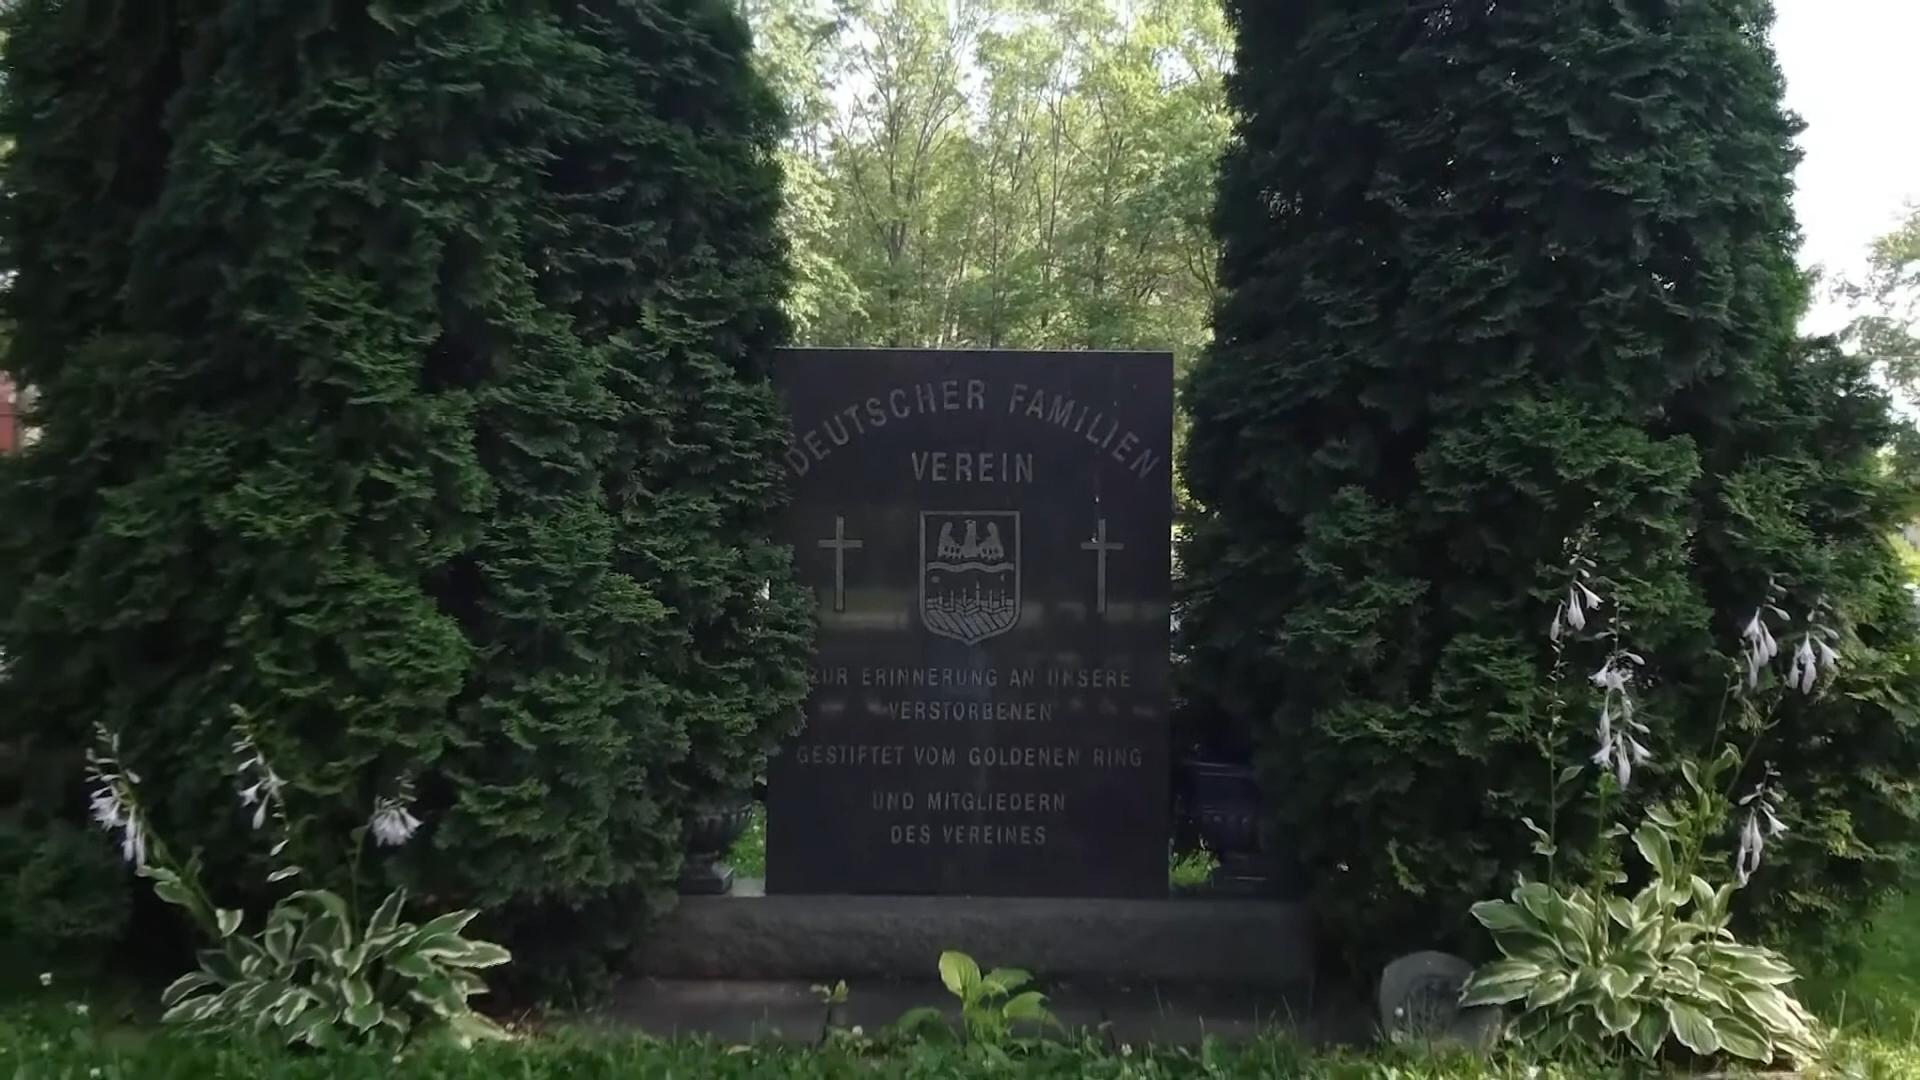 DEUTSCHER FAMILIEN
VEREIN
ZUR ERINNERUNG AN UNSERE
VERSTORBENEN
GESTIFTET VOM GOLDENEN RING
UND MITGLIEDERN
DES VEREINES